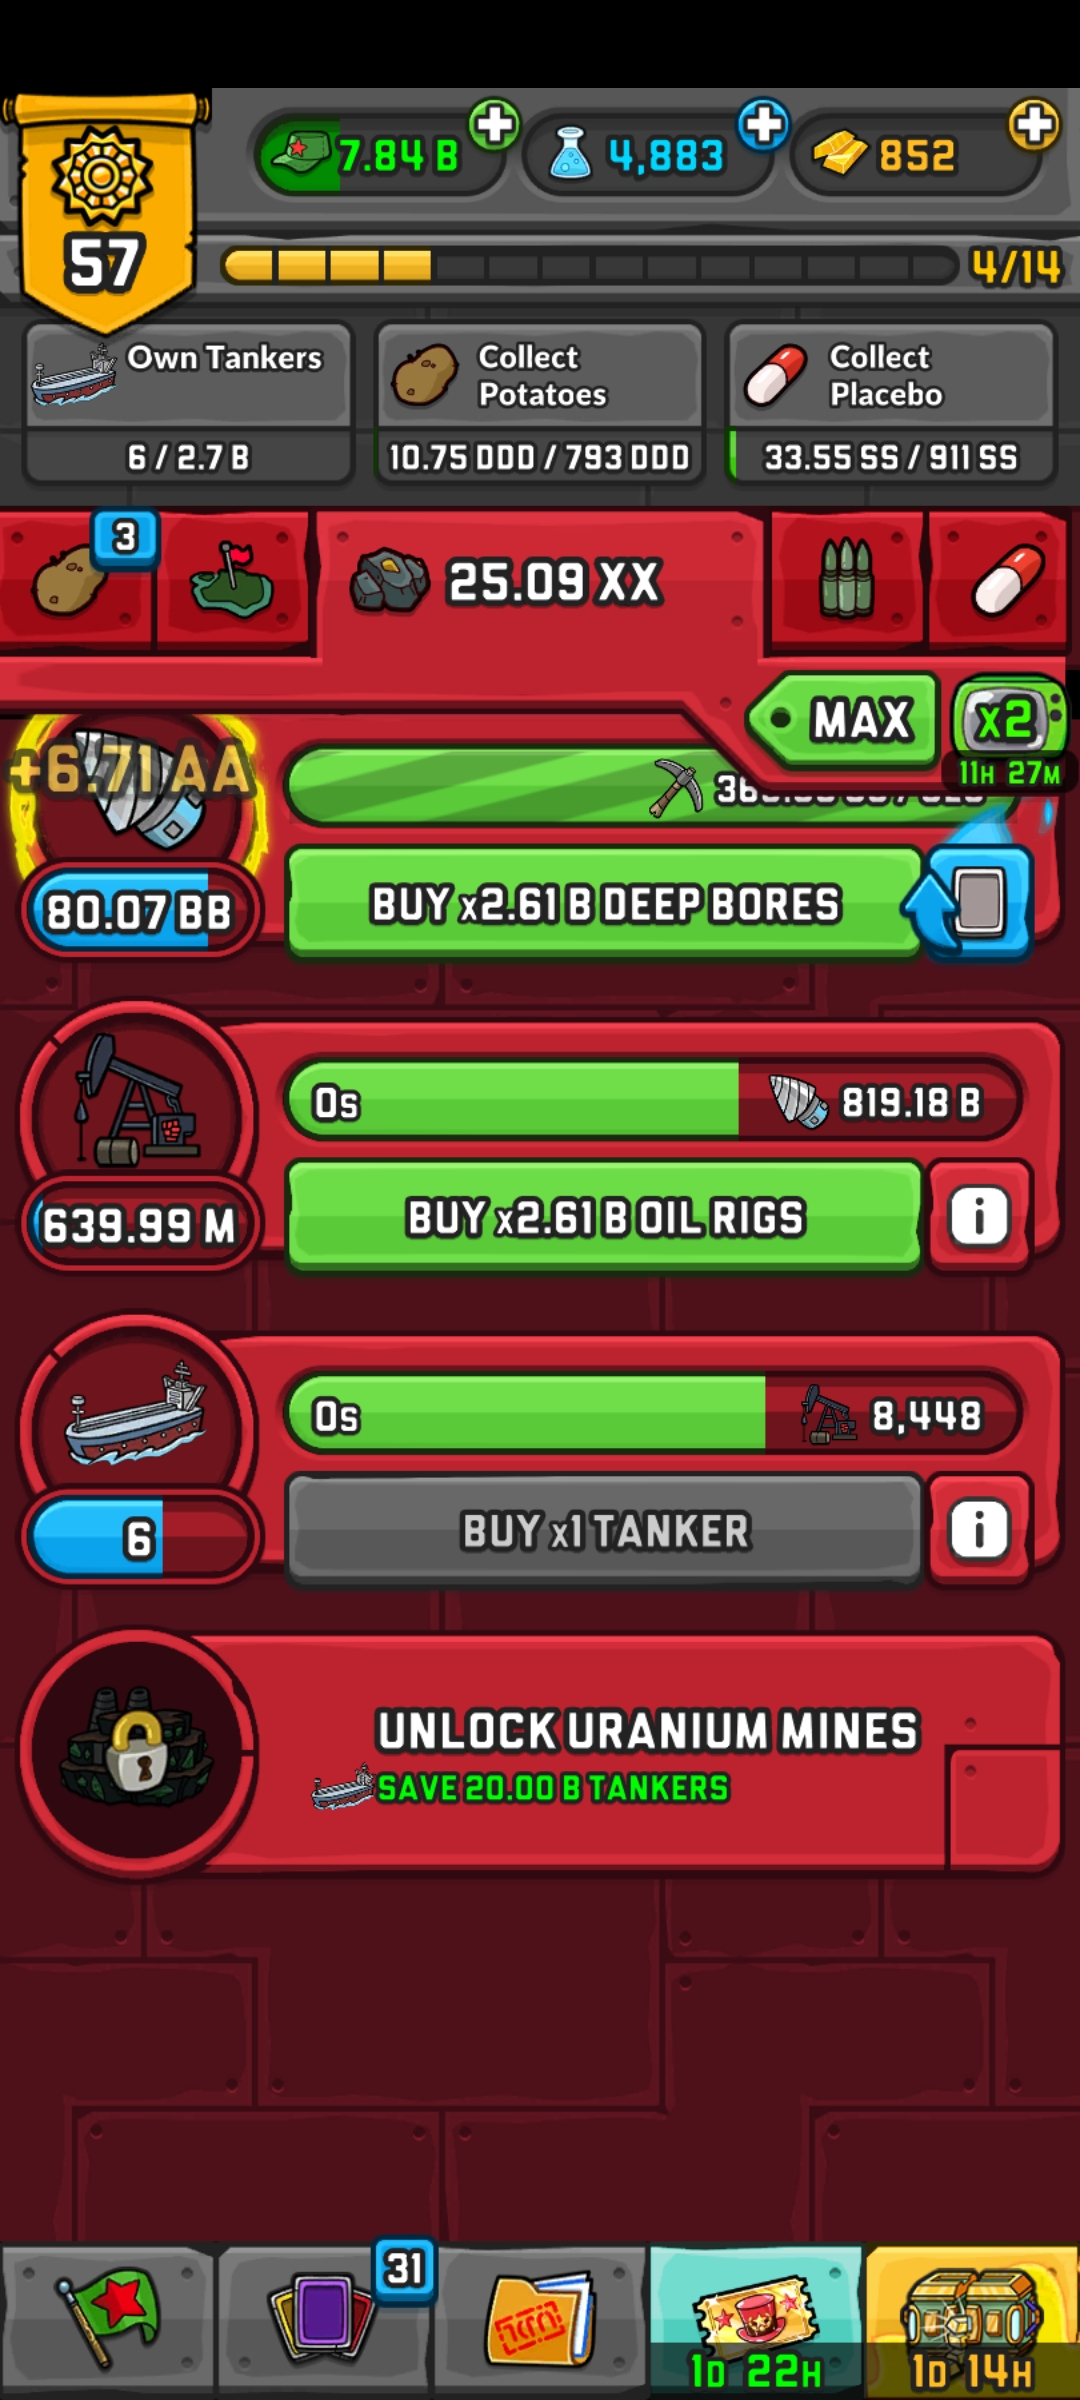 57
7.84 B
4,883
852
4/14
Own Tankers
6 / 2.7 B
Collect
Potatoes
10.75 DDD / 793 DDD
Collect
Placebo
33.55 SS / 911 SS
3
25.09 XX
MAX
x2
11H 27M
+6.71 AA
80.07 BB
BUY x2.61 B DEEP BORES
0s
819.18 B
639.99 M
BUY x2.61 B OIL RIGS
i
0s
8,448
6
BUY x1 TANKER
i
UNLOCK URANIUM MINES
SAVE 20.00 B TANKERS
31
1D 22H
1D 14H